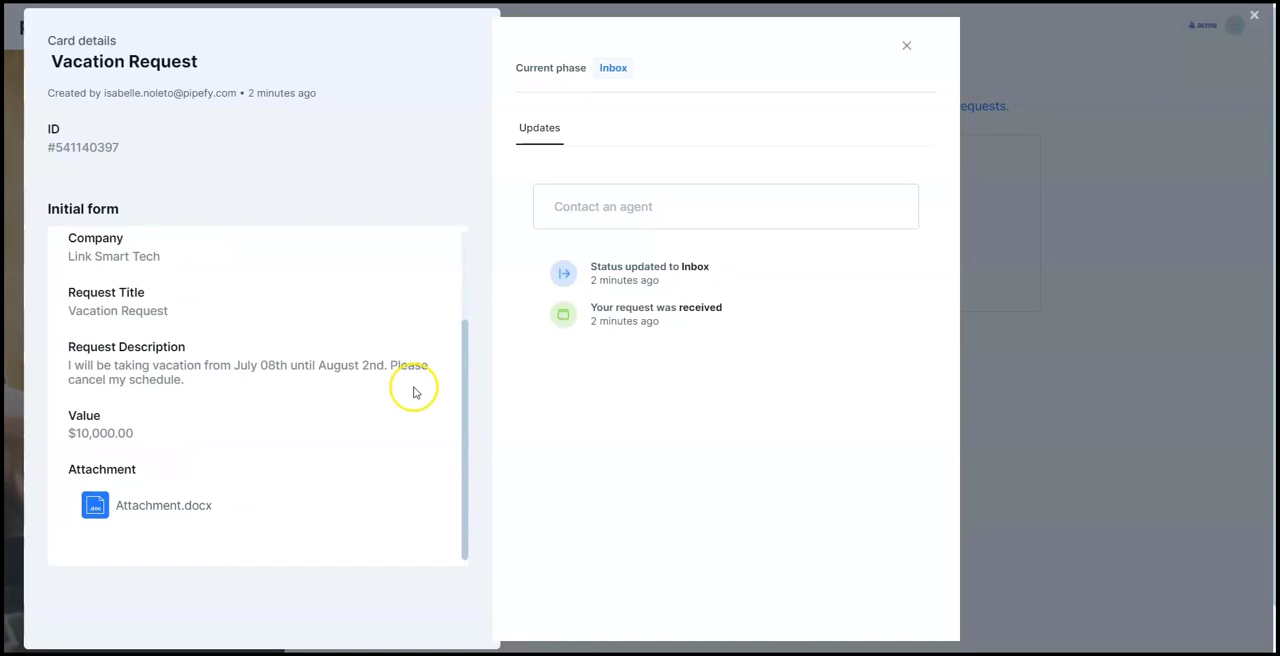 Card details
Vacation Request
Created by isabelle.noleto@pipefy.com • 2 minutes ago
ID
#541140397
Initial form
Company
Link Smart Tech
Request Title
Vacation Request
Request Description
I will be taking vacation from July 08th until August 2nd. Please
cancel my schedule.
Value
$10,000.00
Attachment
.doc
Attachment.docx
Current phase Inbox
Updates
Contact an agent
Status updated to Inbox
2 minutes ago
Your request was received
2 minutes ago
acme
equests.